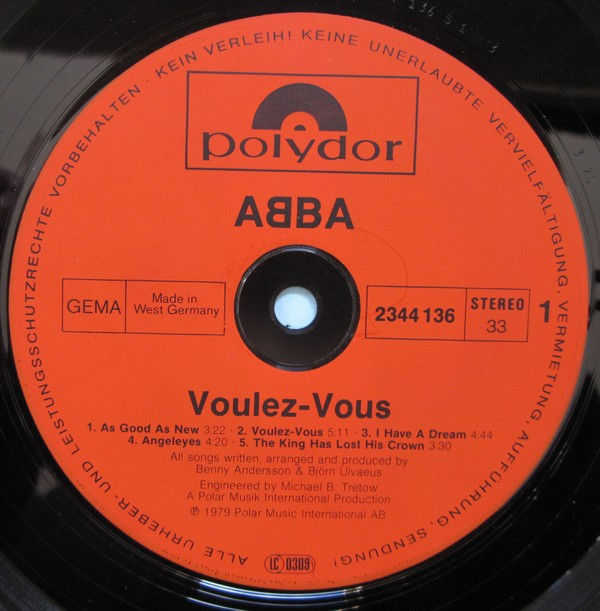 ALLE URHEBER- UND LEISTUNGSSCHUTZRECHTE VORBEHALTEN · KEIN VERLEIH! KEINE UNERLAUBTE VERVIELFÄLTIGUNG, VERMIETUNG, AUFFÜHRUNG, SENDUNG!
polydor
ABBA
GEMA
Made in
West Germany
2344 136
STEREO
33
1
Voulez-Vous
1. As Good As New 3:22 · 2. Voulez-Vous 5:11 · 3. I Have A Dream 4:44
4. Angeleyes 4:20 · 5. The King Has Lost His Crown 3:30
All songs written, arranged and produced by
Benny Andersson & Björn Ulvaeus
Engineered by Michael B. Tretow
A Polar Musik International Production
℗ 1979 Polar Music International AB
LC 0309